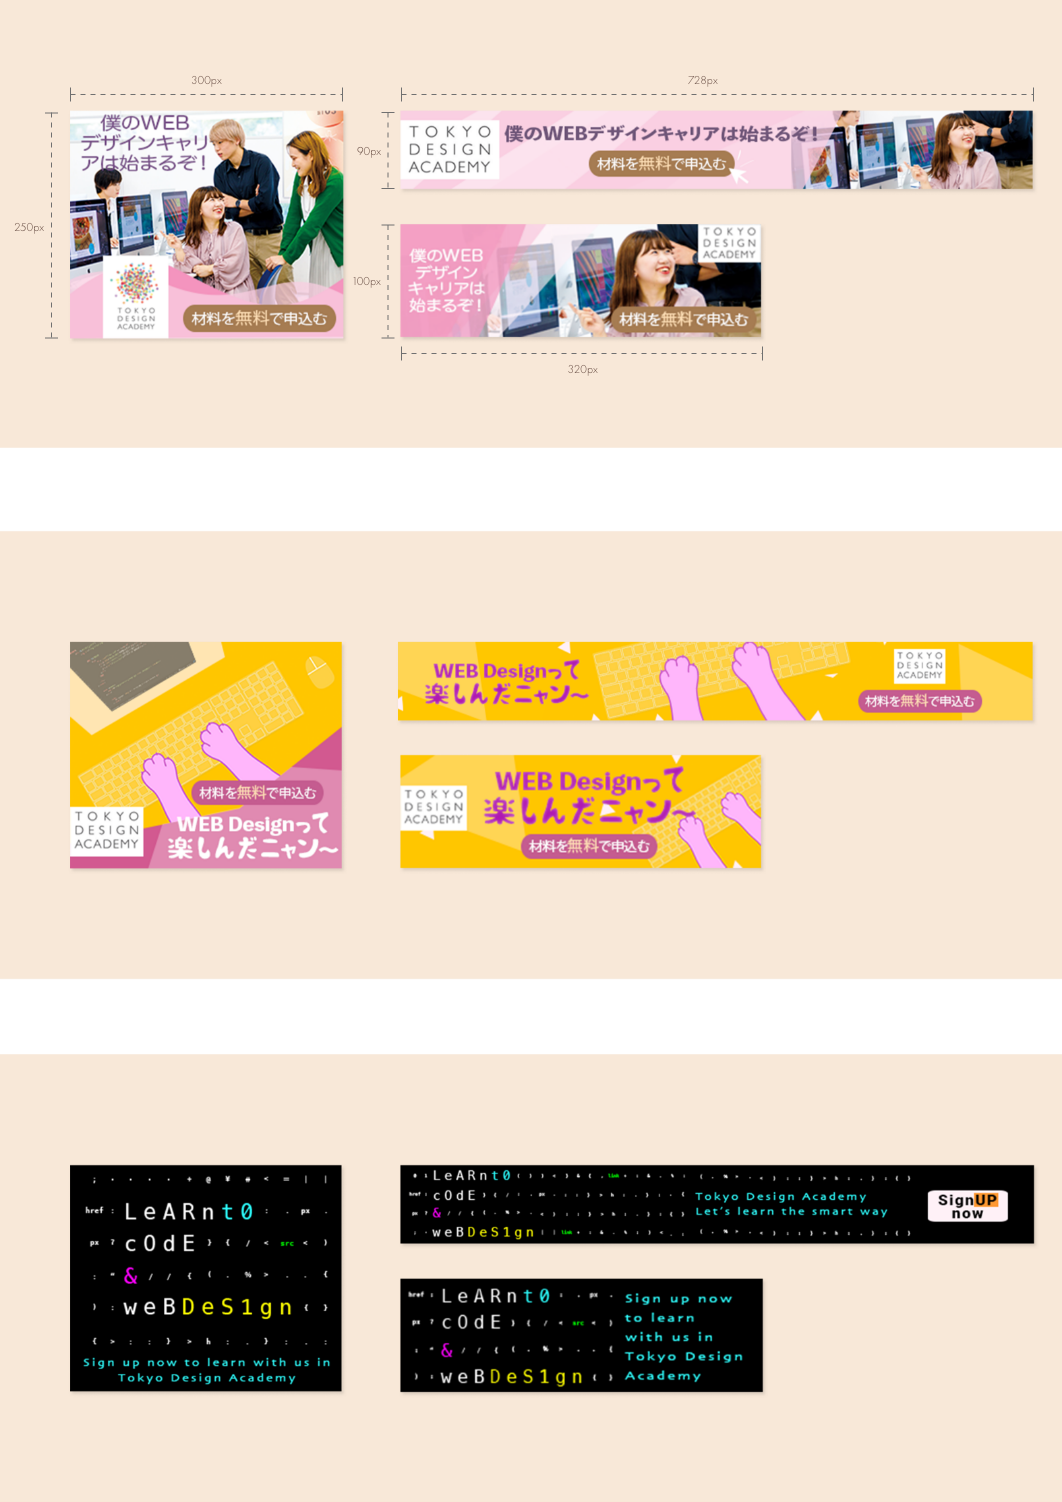 300px
728px
250px
僕のWEB
デザインキャリ
アは始まるぞ！
TOKYO
DESIGN
ACADEMY
材料を無料で申込む
90px
TOKYO
DESIGN
ACADEMY
僕のWEBデザインキャリアは始まるぞ！
材料を無料で申込む
100px
僕のWEB
デザイン
キャリアは
始まるぞ！
TOKYO
DESIGN
ACADEMY
材料を無料で申込む
320px
材料を無料で申込む
TOKYO
DESIGN
ACADEMY
WEB Designって
楽しんだニャン〜
WEB Designって
楽しんだニャン〜
TOKYO
DESIGN
ACADEMY
材料を無料で申込む
TOKYO
DESIGN
ACADEMY
WEB Designって
楽しんだニャン〜
材料を無料で申込む
; . . . . + @ ¥ # < = | |
href : LeARnt0 : . px .
px ? cOdE } { / < src < )
: " & / / { ( . % > . . {
) : weBDeS1gn { }
{ > : : } > h : . } : . :
Sign up now to learn with us in
Tokyo Design Academy
LeARnt0
href : cOdE
px ? &
weBDeS1gn
Tokyo Design Academy
Let's learn the smart way
SignUP
now
href : LeARnt0 : . px .
px ? cOdE } { / < src < )
: " & / / { ( . % > . . {
) : weBDeS1gn { }
Sign up now
to learn
with us in
Tokyo Design
Academy